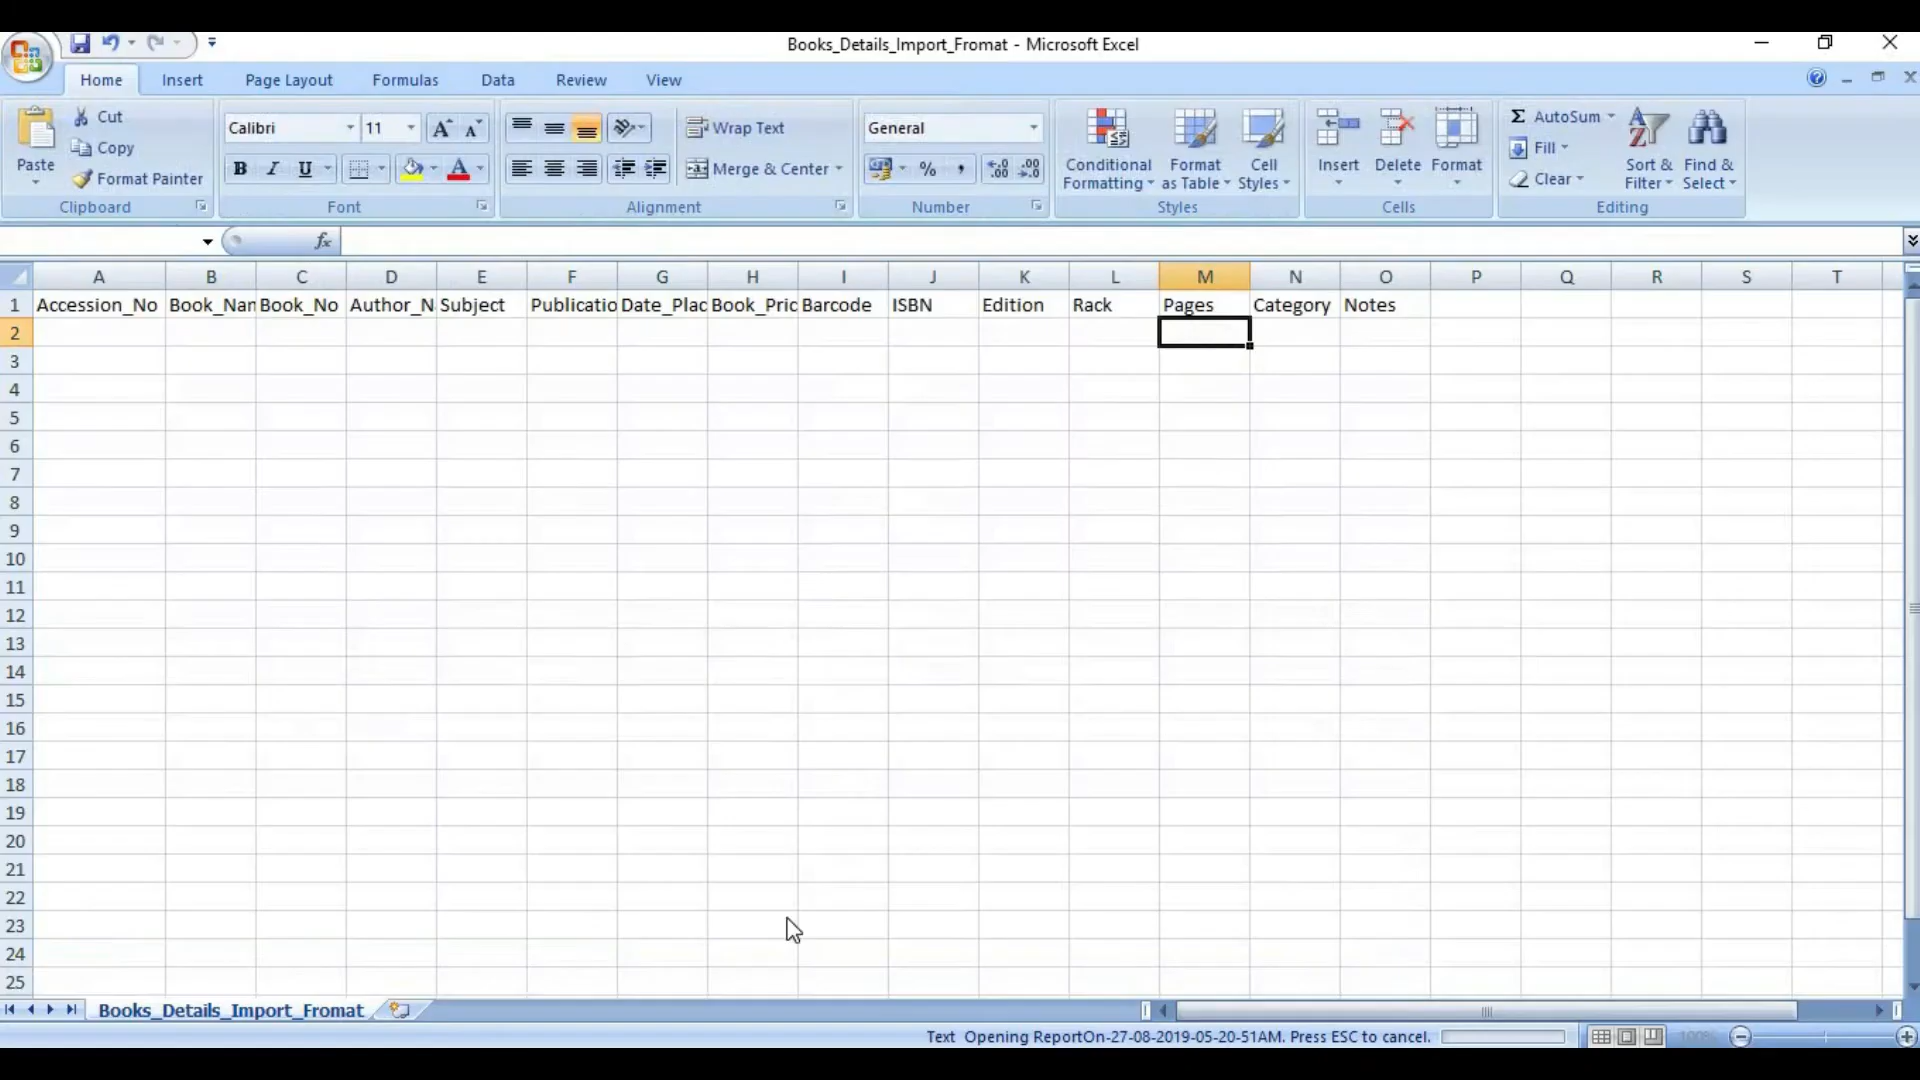 Books_Details_Import_Fromat - Microsoft Excel
Home Insert Page Layout Formulas Data Review View
Paste
Cut
Copy
Format Painter
Clipboard
Calibri 11
B I U
Font
Wrap Text
Merge & Center
Alignment
General
% ,
Number
Conditional Formatting
Format as Table
Cell Styles
Styles
Insert
Delete
Format
Cells
Σ AutoSum
Fill
Clear
Sort & Filter
Find & Select
Editing
fx
A B C D E F G H I J K L M N O P Q R S T
1 Accession_No Book_Nam Book_No Author_N Subject Publicatio Date_Plac Book_Pric Barcode ISBN Edition Rack Pages Category Notes
2
3
4
5
6
7
8
9
10
11
12
13
14
15
16
17
18
19
20
21
22
23
24
25
Books_Details_Import_Fromat
Text Opening ReportOn-27-08-2019-05-20-51AM. Press ESC to cancel. 100%